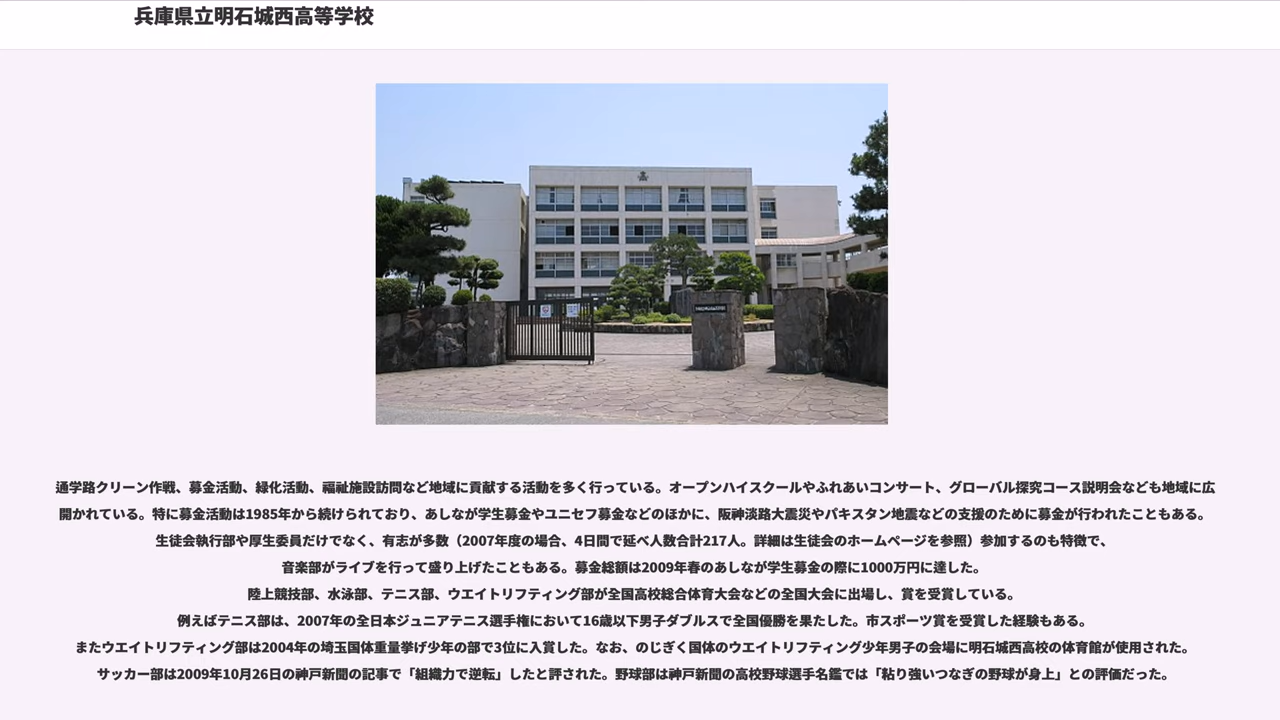 兵庫県立明石城西高等学校
通学路クリーン作戦、募金活動、緑化活動、福祉施設訪問など地域に貢献する活動を多く行っている。オープンハイスクールやふれあいコンサート、グローバル探究コース説明会なども地域に広
開かれている。特に募金活動は1985年から続けられており、あしなが学生募金やユニセフ募金などのほかに、阪神淡路大震災やパキスタン地震などの支援のために募金が行われたこともある。
生徒会執行部や厚生委員だけでなく、有志が多数（2007年度の場合、4日間で延べ人数合計217人。詳細は生徒会のホームページを参照）参加するのも特徴で、
音楽部がライブを行って盛り上げたこともある。募金総額は2009年春のあしなが学生募金の際に1000万円に達した。
陸上競技部、水泳部、テニス部、ウエイトリフティング部が全国高校総合体育大会などの全国大会に出場し、賞を受賞している。
例えばテニス部は、2007年の全日本ジュニアテニス選手権において16歳以下男子ダブルスで全国優勝を果たした。市スポーツ賞を受賞した経験もある。
またウエイトリフティング部は2004年の埼玉国体重量挙げ少年の部で3位に入賞した。なお、のじぎく国体のウエイトリフティング少年男子の会場に明石城西高校の体育館が使用された。
サッカー部は2009年10月26日の神戸新聞の記事で「組織力で逆転」したと評された。野球部は神戸新聞の高校野球選手名鑑では「粘り強いつなぎの野球が身上」との評価だった。